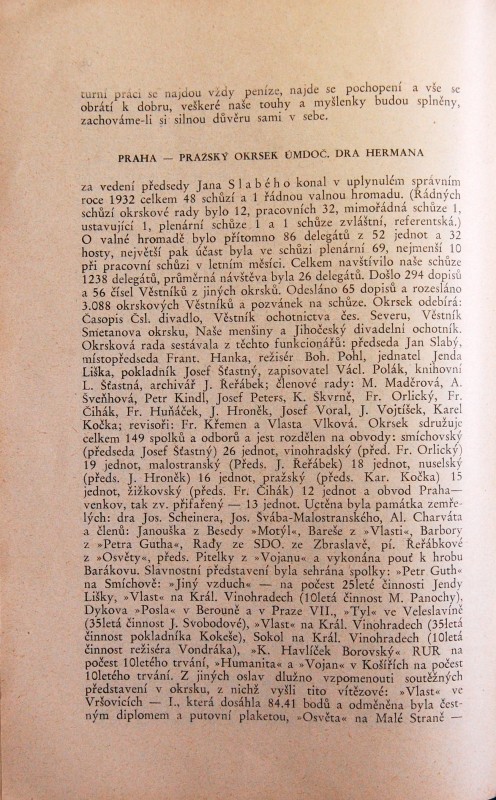 turní práci se najdou vždy peníze, najde se pochopení a vše se
obrátí k dobru, veškeré naše touhy a myšlenky budou splněny,
zachováme-li si silnou důvěru sami v sebe.
PRAHA — PRAŽSKÝ OKRSEK ÚMDOČ. DRA HERMANA
za vedení předsedy Jana Slabého konal v uplynulém správním
roce 1932 celkem 48 schůzí a 1 řádnou valnou hromadu. (Řádných
schůzí okrskové rady bylo 12, pracovních 32, mimořádná schůze 1,
ustavující 1, plenární schůze 1 a 1 schůze zvláštní, referentská.)
O valné hromadě bylo přítomno 86 delegátů z 52 jednot a 32
hosty, největší pak účast byla ve schůzi plenární 69, nejmenší 10
při pracovní schůzi v letním měsíci. Celkem navštívilo naše schůze
1238 delegátů, průměrná návštěva byla 26 delegátů. Došlo 294 dopisů
a 56 čísel Věstníků z jiných okrsků. Odesláno 65 dopisů a rozesláno
3.088 okrskových Věstníků a pozvánek na schůze. Okrsek odebírá:
Časopis Čsl. divadlo, Věstník ochotnictva čes. Severu, Věstník
Smetanova okrsku, Naše menšiny a Jihočeský divadelní ochotník.
Okrsková rada sestávala z těchto funkcionářů: předseda Jan Slabý,
místopředseda Frant. Hanka, režisér Boh. Pohl, jednatel Jenda
Liška, pokladník Josef Šťastný, zapisovatel Václ. Polák, knihovní
L. Šťastná, archivář J. Řeřábek; členové rady: M. Maděrová, A.
Šveňhová, Petr Kindl, Josef Peters, K. Škvrně, Fr. Orlický, Fr.
Čihák, Fr. Huňáček, J. Hroněk, Josef Voral, J. Vojtíšek, Karel
Kočka; revisoři: Fr. Křemen a Vlasta Vlková. Okrsek sdružuje
celkem 149 spolků a odborů a jest rozdělen na obvody: smíchovský
(předseda Josef Šťastný) 26 jednot, vinohradský (před. Fr. Orlický)
19 jednot, malostranský (Předs. J. Řeřábek) 18 jednot, nuselský
(předs. J. Hroněk) 16 jednot, pražský (předs. Kar. Kočka) 15
jednot, žižkovský (předs. Fr. Čihák) 12 jednot a obvod Praha—
venkov, tak zv. přifařený — 13 jednot. Uctěna byla památka zemře-
lých: dra Jos. Scheinera, Jos. Švába-Malostranského, Al. Charváta
a členů: Janouška z Besedy »Motýl«, Bareše z »Vlasti«, Barbory
z »Petra Gutha«, Rady ze SDO. ze Zbraslavě, pí. Řeřábkové
z »Osvěty«, předs. Pitelky z »Vojanu« a vykonána pouť k hrobu
Barákovu. Slavnostní představení byla sehrána spolky: »Petr Guth«
na Smíchově: »Jiný vzduch« — na počest 25leté činnosti Jendy
Lišky, »Vlast« na Král. Vinohradech (10letá činnost M. Panochy),
Dykova »Posla« v Berouně a v Praze VII., »Tyl« ve Veleslavíně
(35letá činnost J. Svobodové), »Vlast« na Král. Vinohradech (35letá
činnost pokladníka Kokeše), Sokol na Král. Vinohradech (10letá
činnost režiséra Vondráka), »K. Havlíček Borovský« RUR na
počest 10letého trvání, »Humanita« a »Vojan« v Košířích na počest
10letého trvání. Z jiných oslav dlužno vzpomenouti soutěžných
představení v okrsku, z nichž vyšli tito vítězové: »Vlast« ve
Vršovicích — I., která dosáhla 84.41 bodů a odměněna byla čest-
ným diplomem a putovní plaketou, »Osvěta« na Malé Straně —